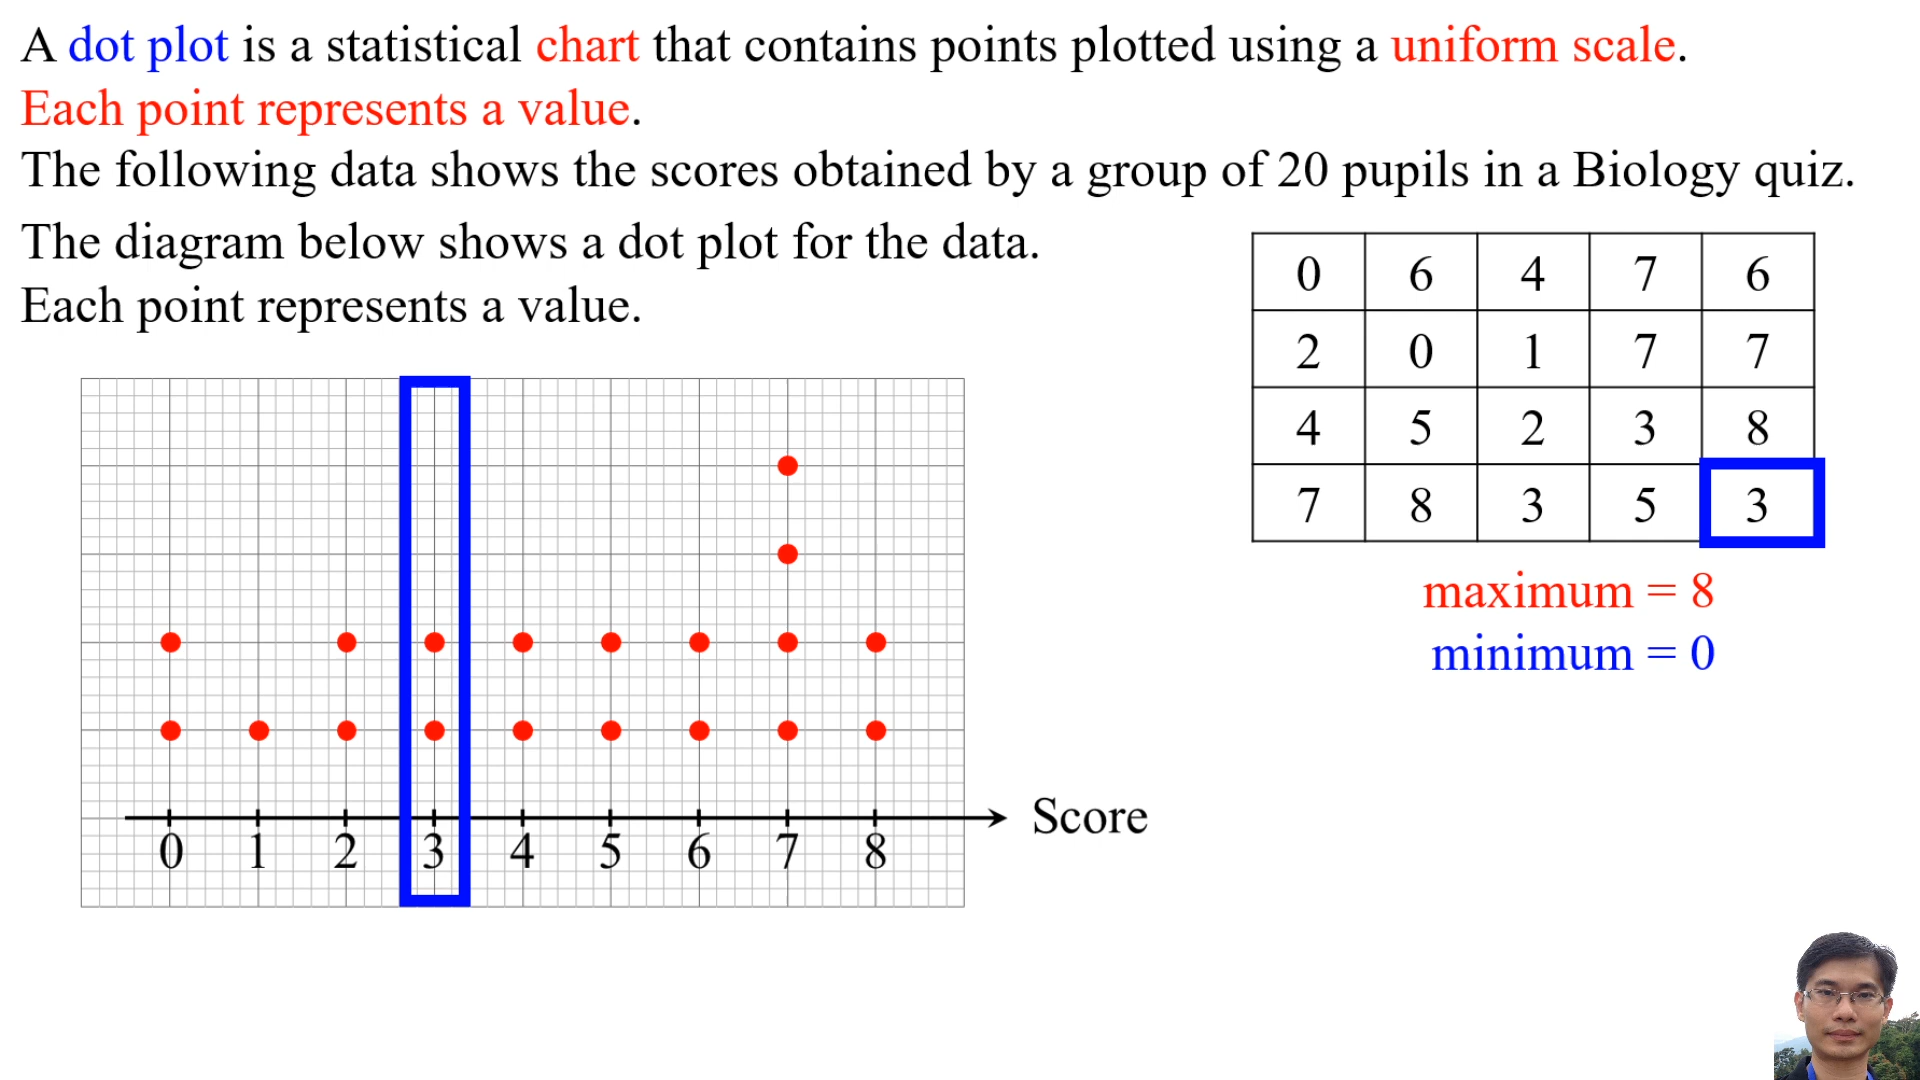 A dot plot is a statistical chart that contains points plotted using a uniform scale.
Each point represents a value.
The following data shows the scores obtained by a group of 20 pupils in a Biology quiz.
The diagram below shows a dot plot for the data.
Each point represents a value.
0 6 4 7 6
2 0 1 7 7
4 5 2 3 8
7 8 3 5 3
maximum = 8
minimum = 0
Score
0 1 2 3 4 5 6 7 8